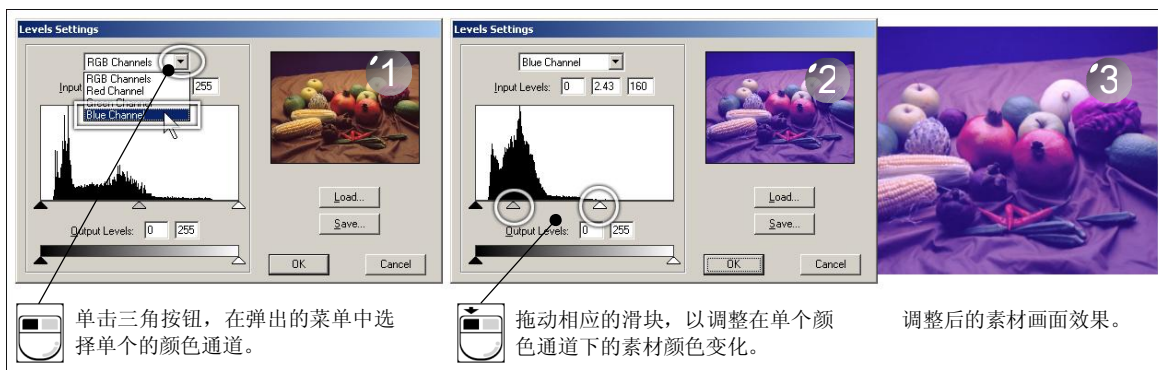 Levels Settings
RGB Channels
RGB Channels
Red Channel
Green Channel
Blue Channel
Input
255
1
Load...
Save...
Output Levels: 0 255
OK
Cancel
单击三角按钮，在弹出的菜单中选
择单个的颜色通道。
Levels Settings
Blue Channel
Input Levels: 0 2.43 160
2
Load...
Save...
Output Levels: 0 255
OK
Cancel
拖动相应的滑块，以调整在单个颜
色通道下的素材颜色变化。
3
调整后的素材画面效果。